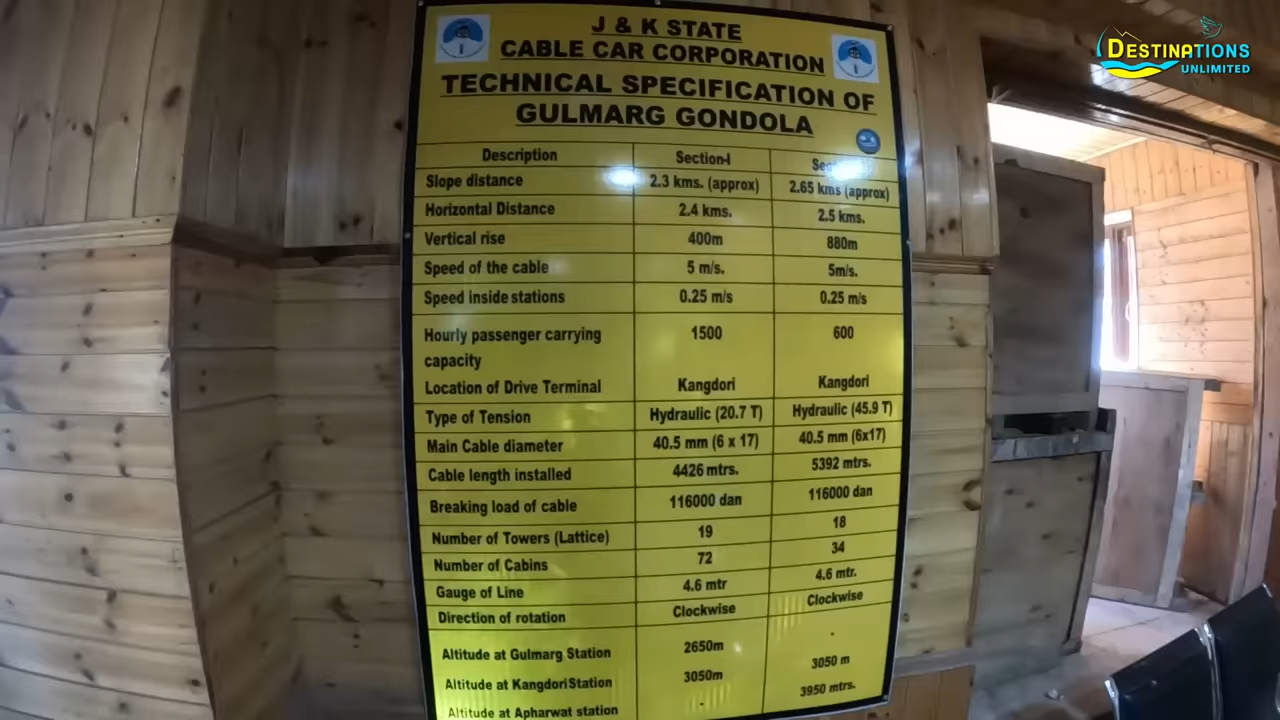 J & K STATE
CABLE CAR CORPORATION
TECHNICAL SPECIFICATION OF
GULMARG GONDOLA
Description Section-I
Slope distance 2.3 kms. (approx) 2.65 kms (approx)
Horizontal Distance 2.4 kms. 2.5 kms.
Vertical rise 400m 880m
Speed of the cable 5 m/s. 5m/s.
Speed inside stations 0.25 m/s 0.25 m/s
Hourly passenger carrying 1500 600
capacity
Location of Drive Terminal Kangdori Kangdori
Type of Tension Hydraulic (20.7 T) Hydraulic (45.9 T)
Main Cable diameter 40.5 mm (6 x 17) 40.5 mm (6x17)
Cable length installed 4426 mtrs. 5392 mtrs.
Breaking load of cable 116000 dan 116000 dan
Number of Towers (Lattice) 19 18
Number of Cabins 72 34
Gauge of Line 4.6 mtr 4.6 mtr.
Direction of rotation Clockwise Clockwise
Altitude at Gulmarg Station 2650m -
Altitude at Kangdori Station 3050m 3050 m
Altitude at Apharwat station - 3950 mtrs.
DESTINATIONS
UNLIMITED